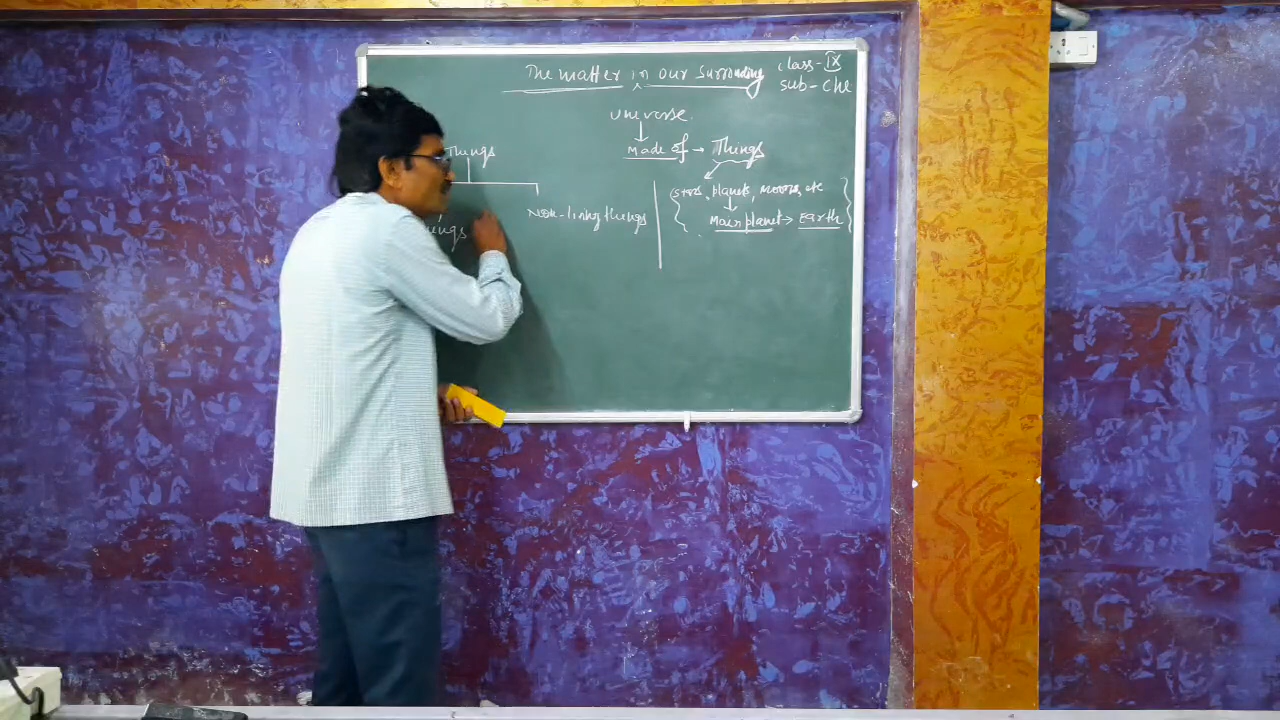 The matter in our surrounding
class-IX
sub-che
universe.
Made of → Things
(stars, planets, moons, etc
Main planet → Earth
Things
Non-living things
things